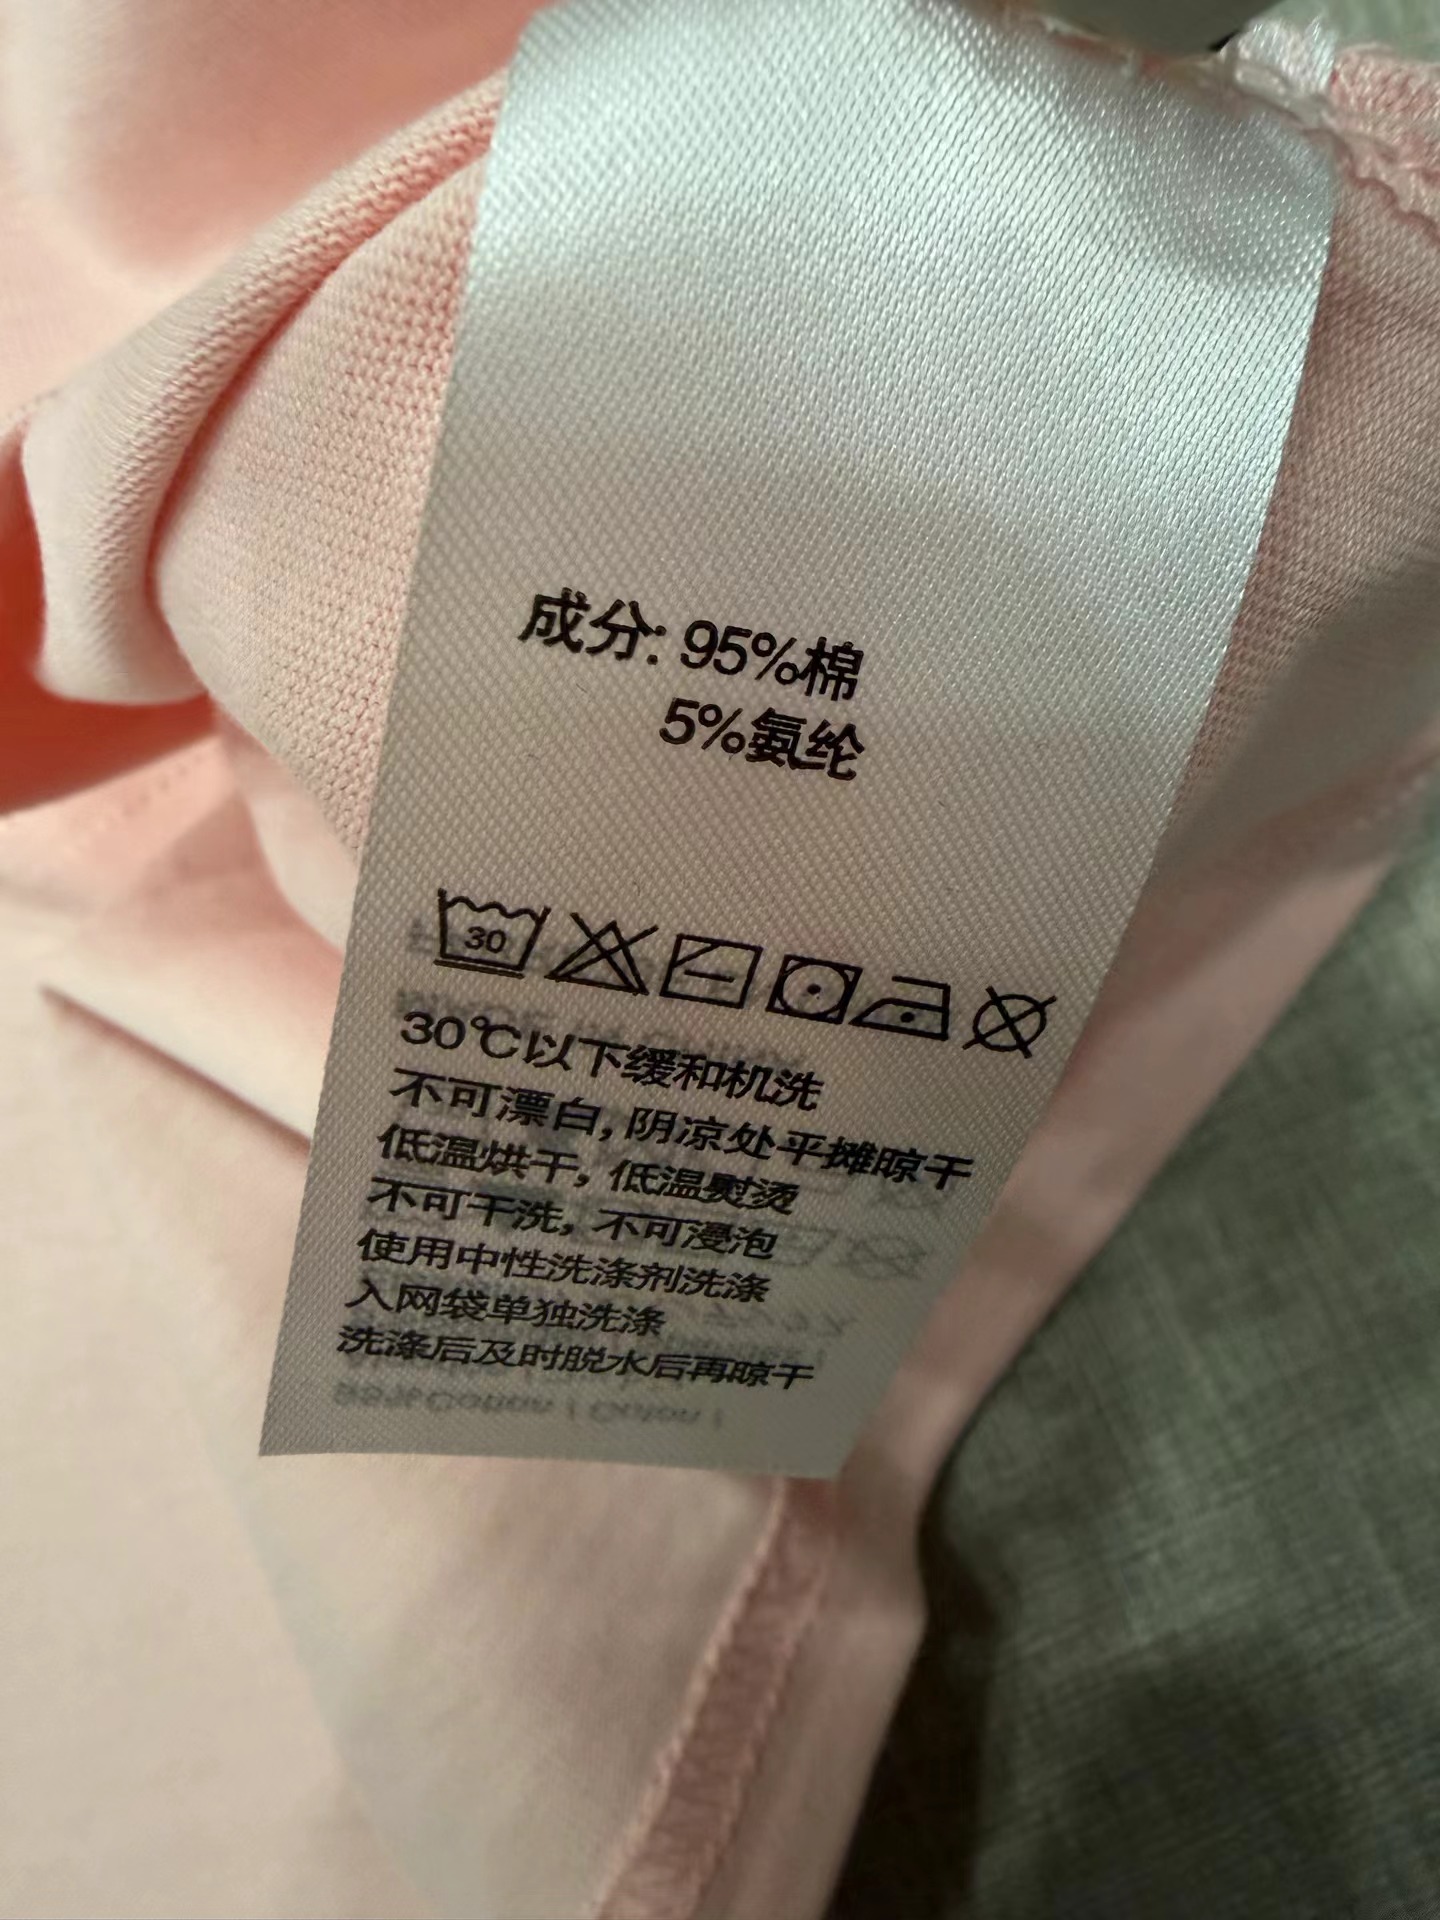 成分: 95%棉
5%氨纶
30
30℃以下缓和机洗
不可漂白, 阴凉处平摊晾干
低温烘干, 低温熨烫
不可干洗, 不可浸泡
使用中性洗涤剂洗涤
入网袋单独洗涤
洗涤后及时脱水后再晾干